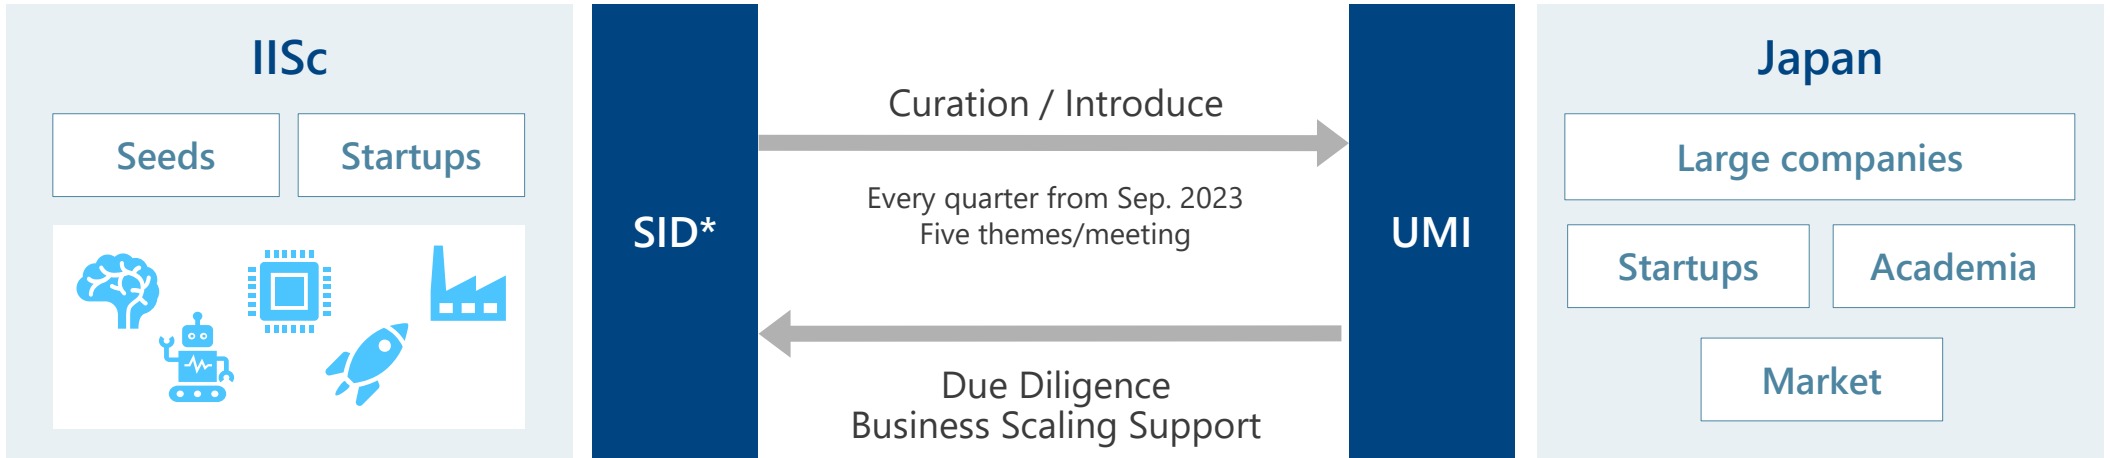 IISc
Seeds
Startups
SID*
Curation / Introduce
Every quarter from Sep. 2023
Five themes/meeting
Due Diligence
Business Scaling Support
UMI
Japan
Large companies
Startups
Academia
Market